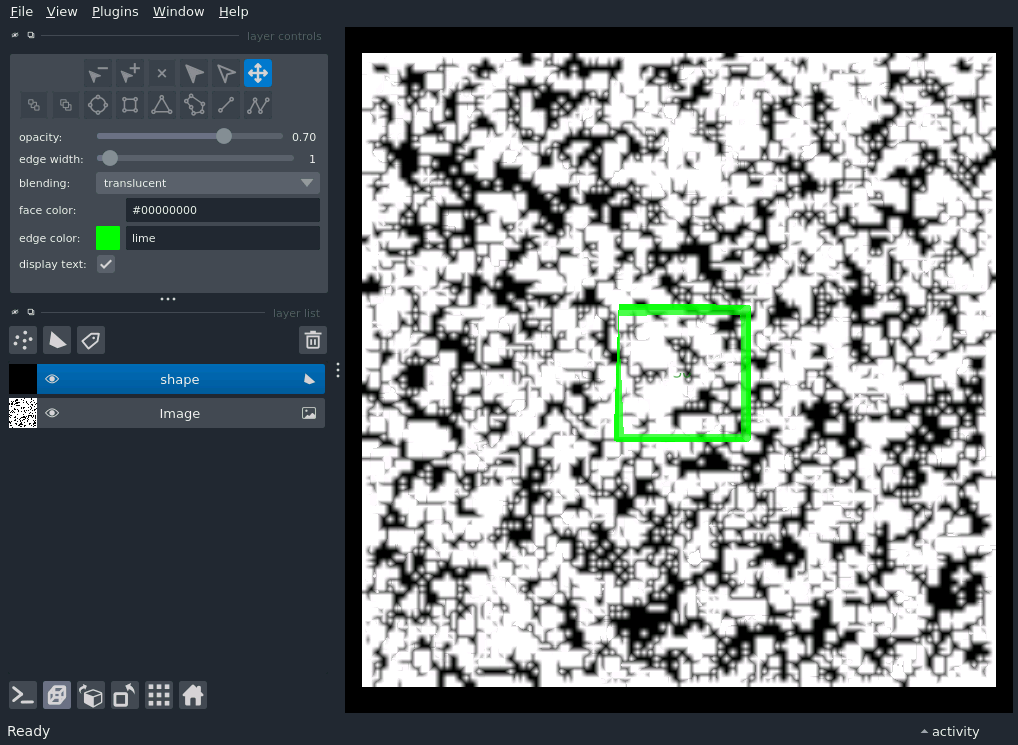 File View Plugins Window Help
layer controls
opacity: 0.70
edge width: 1
blending: translucent
face color: #00000000
edge color: lime
display text:
layer list
shape
Image
Ready
activity